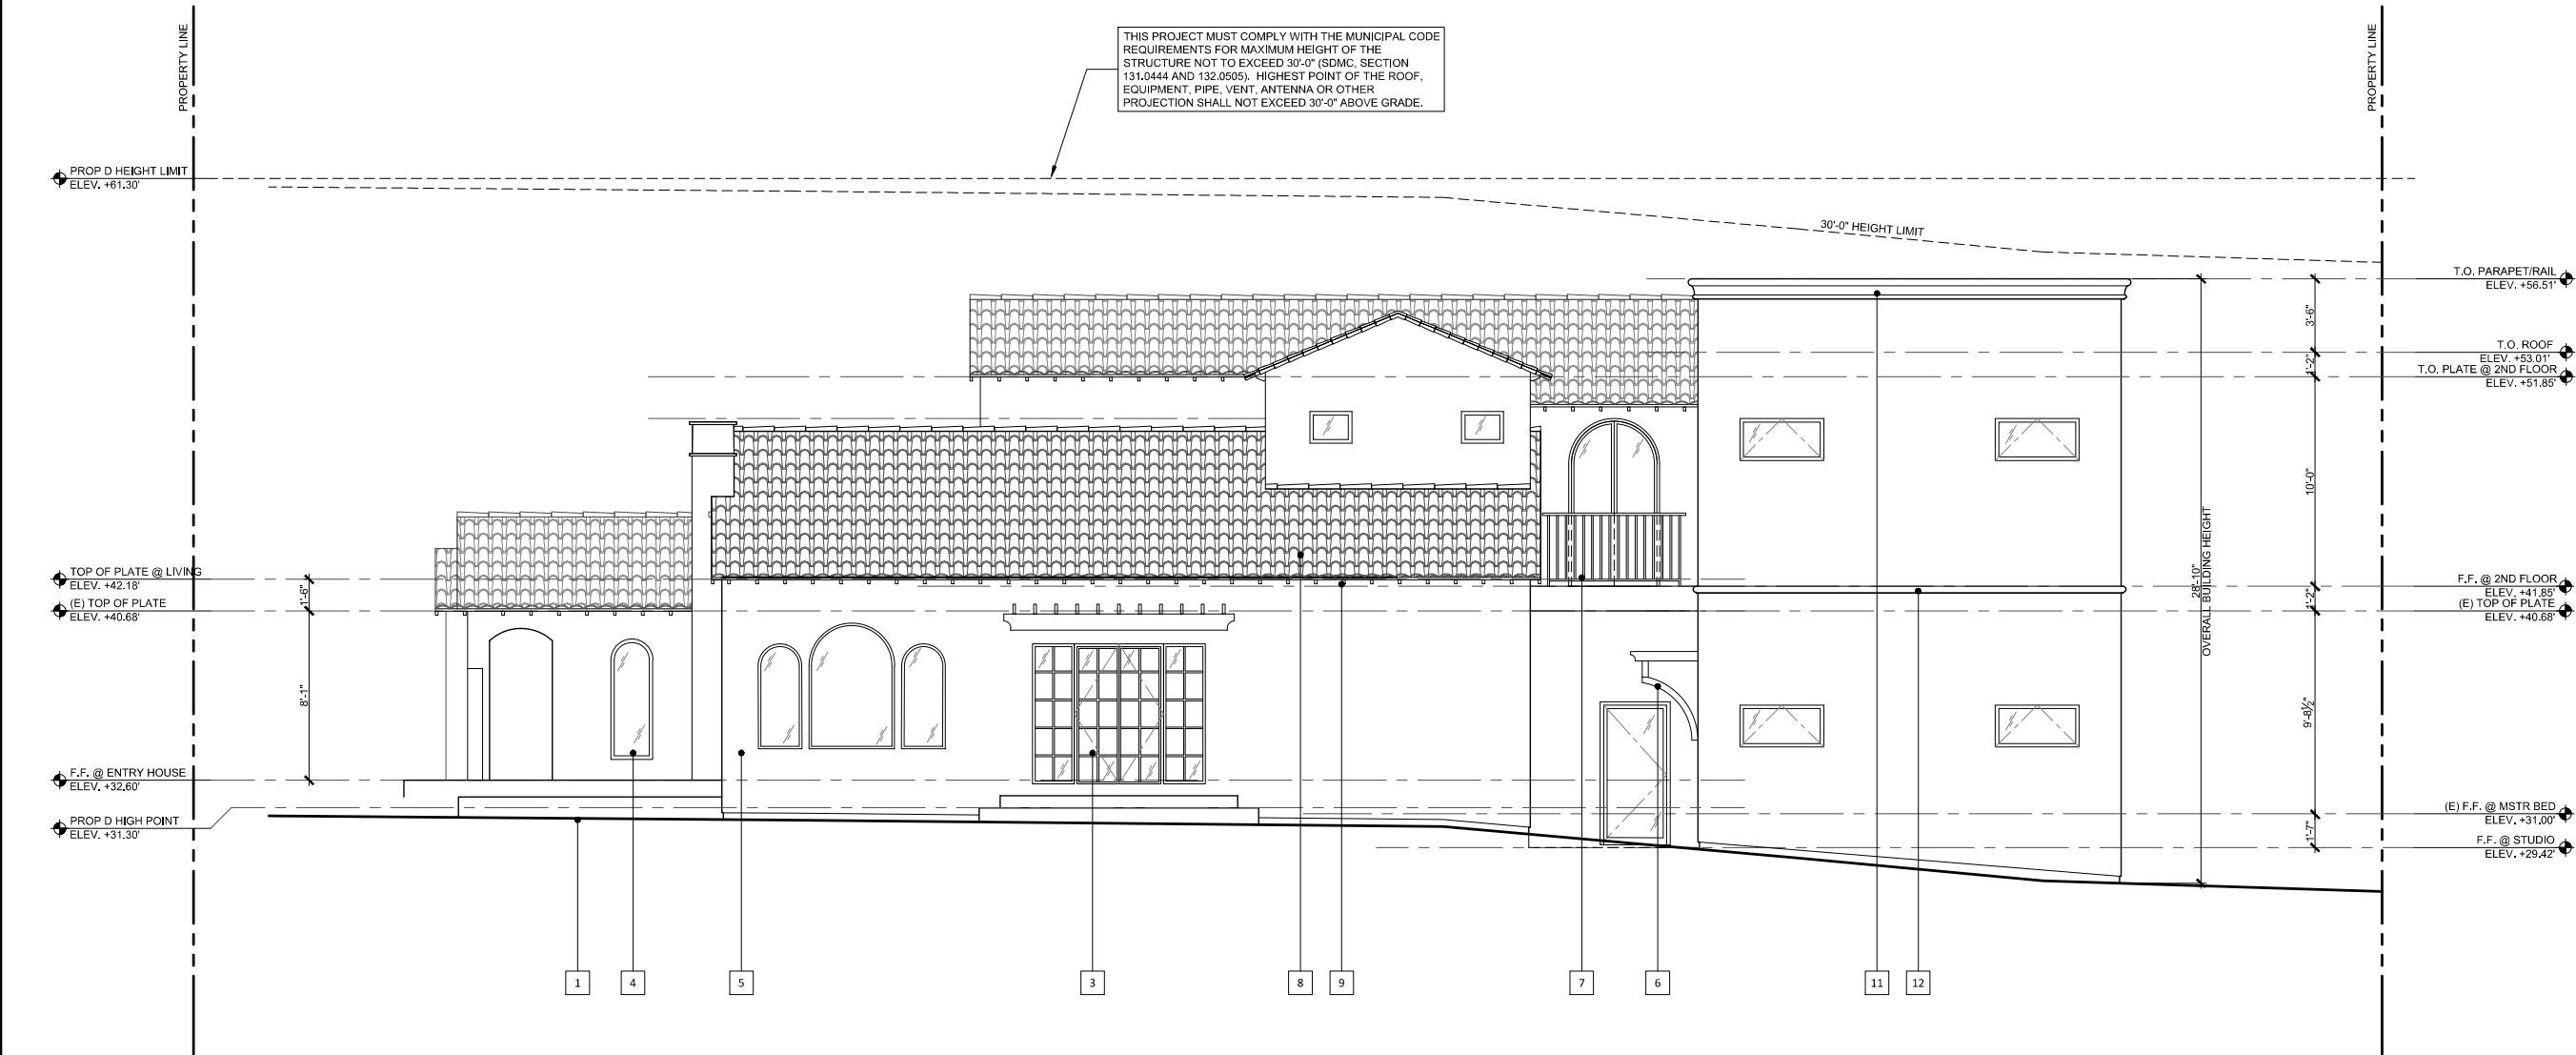 PROPERTY LINE
PROPERTY LINE
THIS PROJECT MUST COMPLY WITH THE MUNICIPAL CODE
REQUIREMENTS FOR MAXIMUM HEIGHT OF THE
STRUCTURE NOT TO EXCEED 30'-0" (SDMC, SECTION
131.0444 AND 132.0505). HIGHEST POINT OF THE ROOF,
EQUIPMENT, PIPE, VENT, ANTENNA OR OTHER
PROJECTION SHALL NOT EXCEED 30'-0" ABOVE GRADE.
PROP D HEIGHT LIMIT
ELEV. +61.30'
30'-0" HEIGHT LIMIT
T.O. PARAPET/RAIL
ELEV. +56.51'
3'-6"
T.O. ROOF
ELEV. +53.01'
1'-2"
T.O. PLATE @ 2ND FLOOR
ELEV. +51.85'
10'-0"
28'-10"
OVERALL BUILDING HEIGHT
TOP OF PLATE @ LIVING
ELEV. +42.18'
1'-6"
(E) TOP OF PLATE
ELEV. +40.68'
8'-1"
F.F. @ 2ND FLOOR
ELEV. +41.85'
1'-2"
(E) TOP OF PLATE
ELEV. +40.68'
9'-8½"
F.F. @ ENTRY HOUSE
ELEV. +32.60'
PROP D HIGH POINT
ELEV. +31.30'
(E) F.F. @ MSTR BED
ELEV. +31.00'
1'-7"
F.F. @ STUDIO
ELEV. +29.42'
1 4 5 3 8 9 7 6 11 12